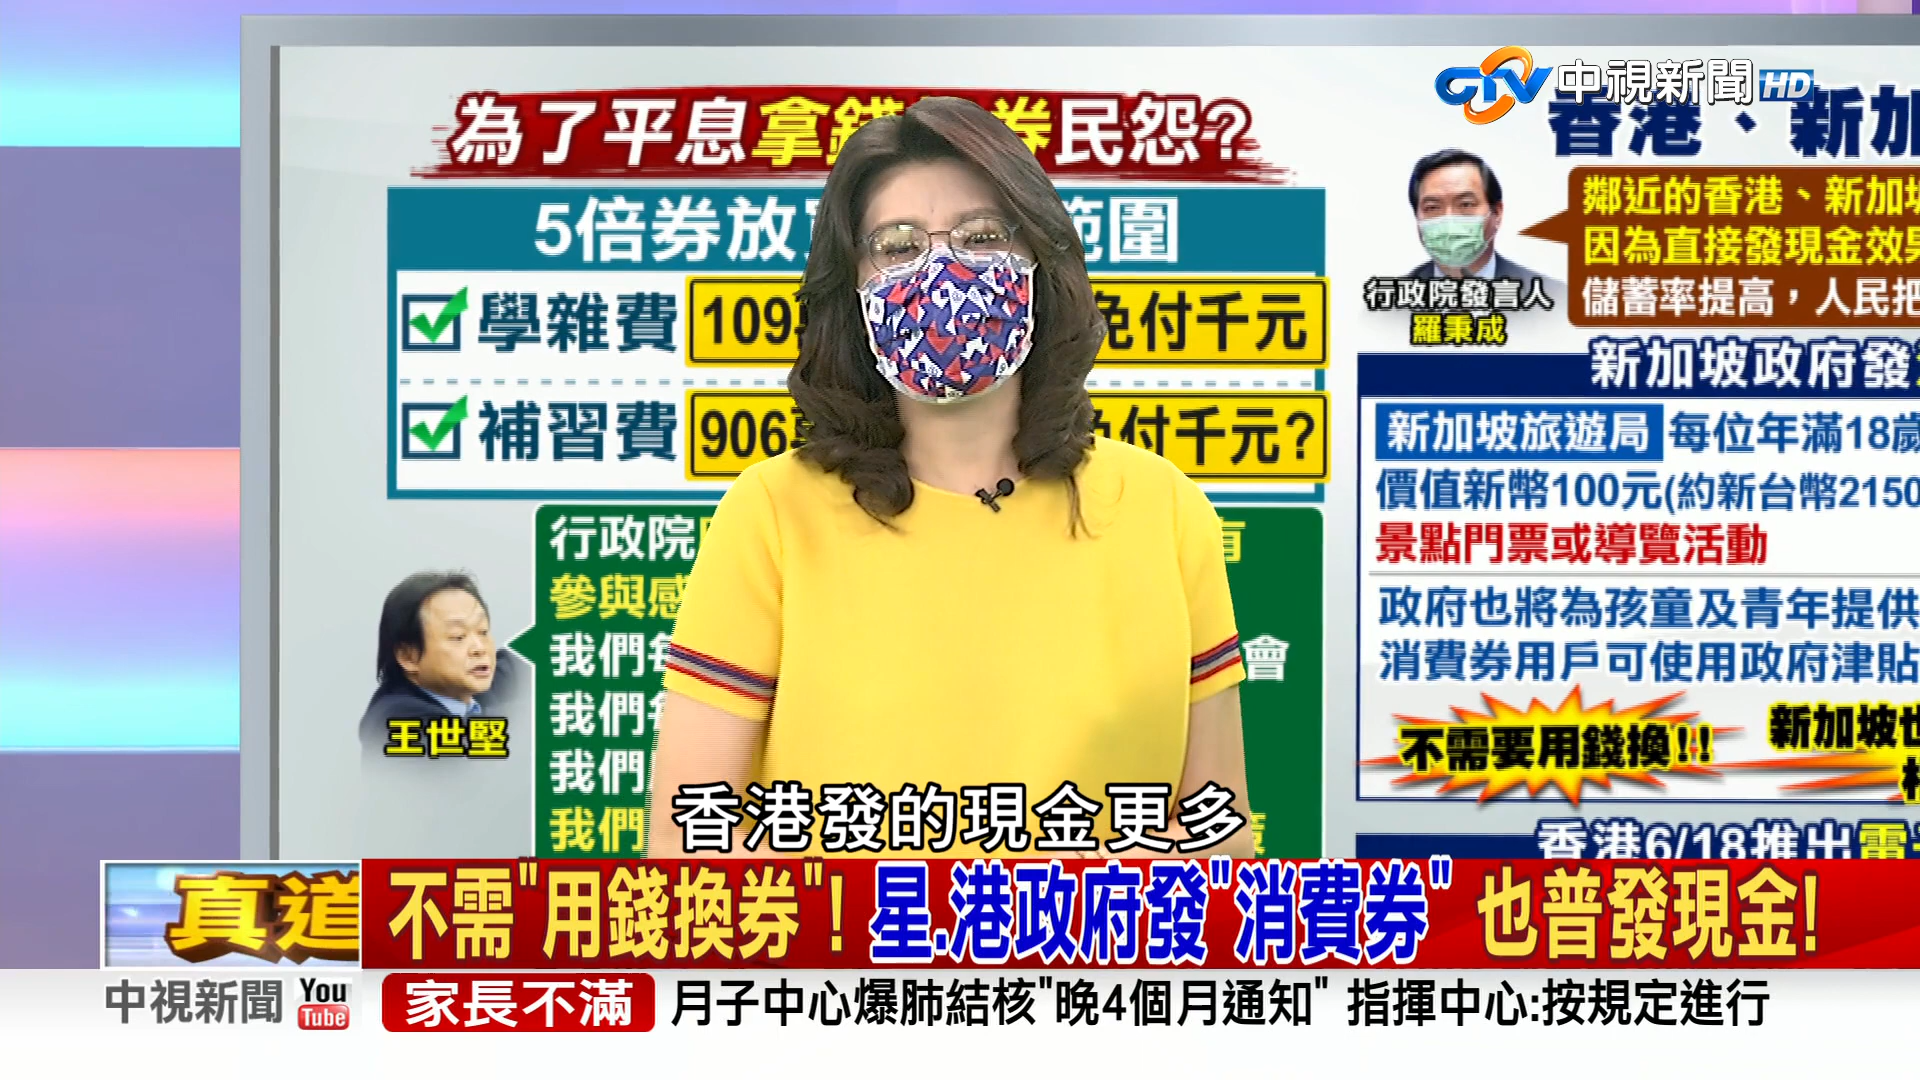 CTV中視新聞HD
為了平息拿錢換券民怨?
5倍券放 範圍
學雜費 109 免付千元
補習費 906 免付千元?
行政院
參與感
我們 會
我們
我們
我們
王世堅
香港、新加
鄰近的香港、新加坡
因為直接發現金效果
儲蓄率提高,人民把
行政院發言人
羅秉成
新加坡政府發
新加坡旅遊局 每位年滿18歲
價值新幣100元(約新台幣2150
景點門票或導覽活動
政府也將為孩童及青年提供
消費券用戶可使用政府津貼
不需要用錢換!!
新加坡也
香港6/18推出電
香港發的現金更多
真道
不需"用錢換券"! 星.港政府發"消費券" 也普發現金!
中視新聞 YouTube
家長不滿 月子中心爆肺結核"晚4個月通知" 指揮中心:按規定進行